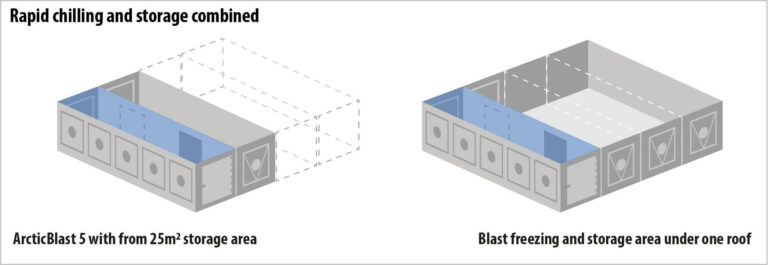 Rapid chilling and storage combined
ArcticBlast 5 with from 25m² storage area
Blast freezing and storage area under one roof